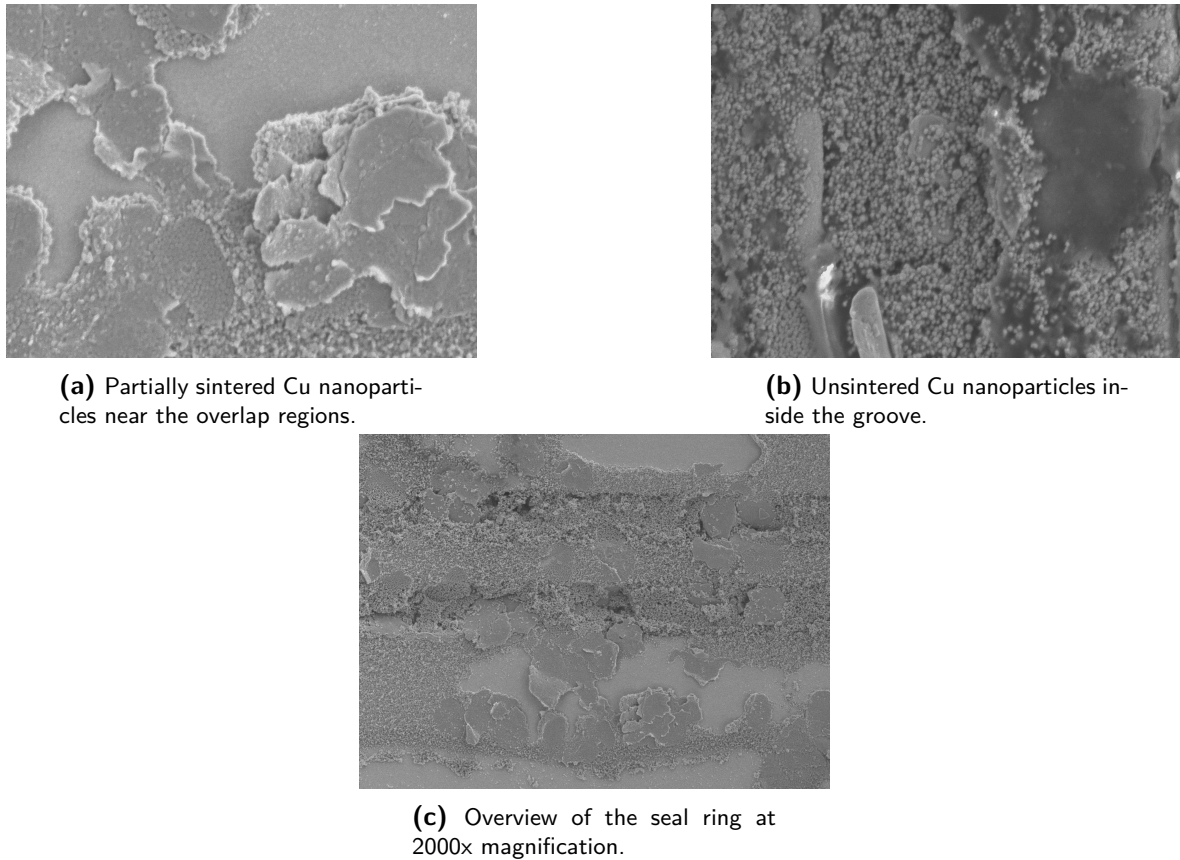 (a) Partially sintered Cu nanoparti-
cles near the overlap regions.
(b) Unsintered Cu nanoparticles in-
side the groove.
(c) Overview of the seal ring at
2000x magnification.